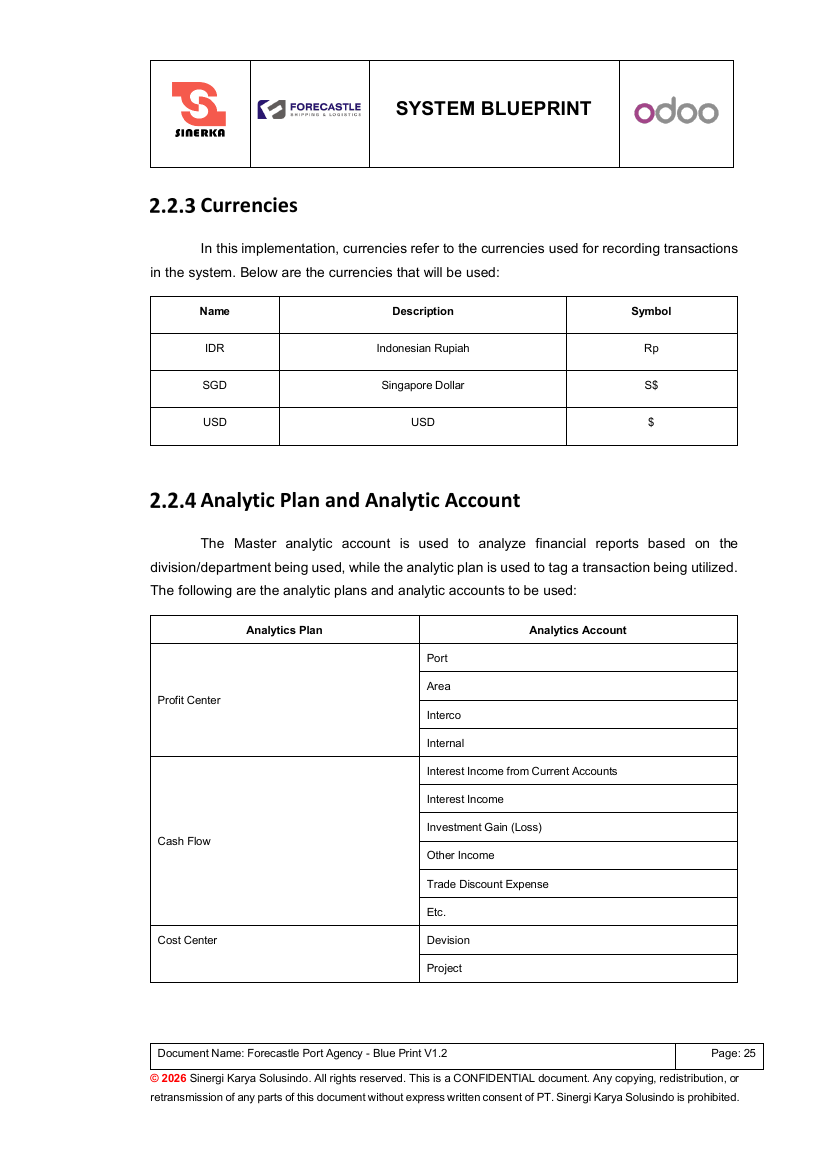 SINERKA
FORECASTLE
SHIPPING & LOGISTICS
SYSTEM BLUEPRINT
odoo
2.2.3 Currencies
In this implementation, currencies refer to the currencies used for recording transactions
in the system. Below are the currencies that will be used:
Name Description Symbol
IDR Indonesian Rupiah Rp
SGD Singapore Dollar S$
USD USD $
2.2.4 Analytic Plan and Analytic Account
The Master analytic account is used to analyze financial reports based on the
division/department being used, while the analytic plan is used to tag a transaction being utilized.
The following are the analytic plans and analytic accounts to be used:
Analytics Plan Analytics Account
Profit Center
Port
Area
Interco
Internal
Cash Flow
Interest Income from Current Accounts
Interest Income
Investment Gain (Loss)
Other Income
Trade Discount Expense
Etc.
Cost Center
Devision
Project
Document Name: Forecastle Port Agency - Blue Print V1.2 Page: 25
© 2026 Sinergi Karya Solusindo. All rights reserved. This is a CONFIDENTIAL document. Any copying, redistribution, or
retransmission of any parts of this document without express written consent of PT. Sinergi Karya Solusindo is prohibited.